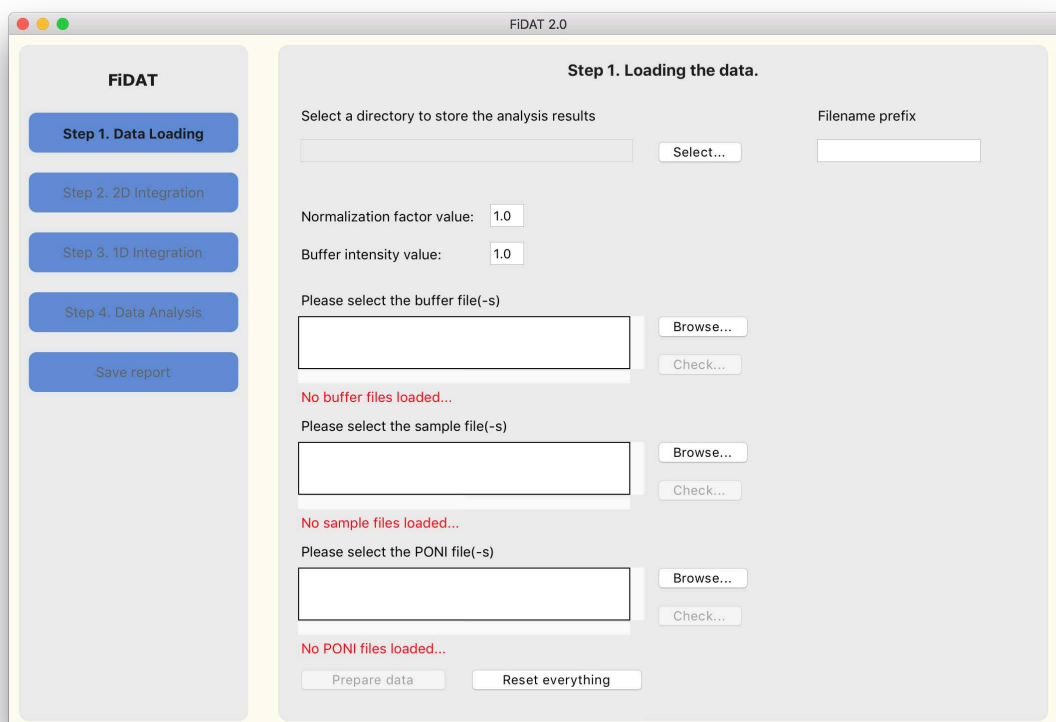 FiDAT 2.0
FiDAT
Step 1. Data Loading
Step 2. 2D Integration
Step 3. 1D Integration
Step 4. Data Analysis
Save report
Step 1. Loading the data.
Select a directory to store the analysis results
Filename prefix
Select...
Normalization factor value: 1.0
Buffer intensity value: 1.0
Please select the buffer file(-s)
Browse...
Check...
No buffer files loaded...
Please select the sample file(-s)
Browse...
Check...
No sample files loaded...
Please select the PONI file(-s)
Browse...
Check...
No PONI files loaded...
Prepare data Reset everything